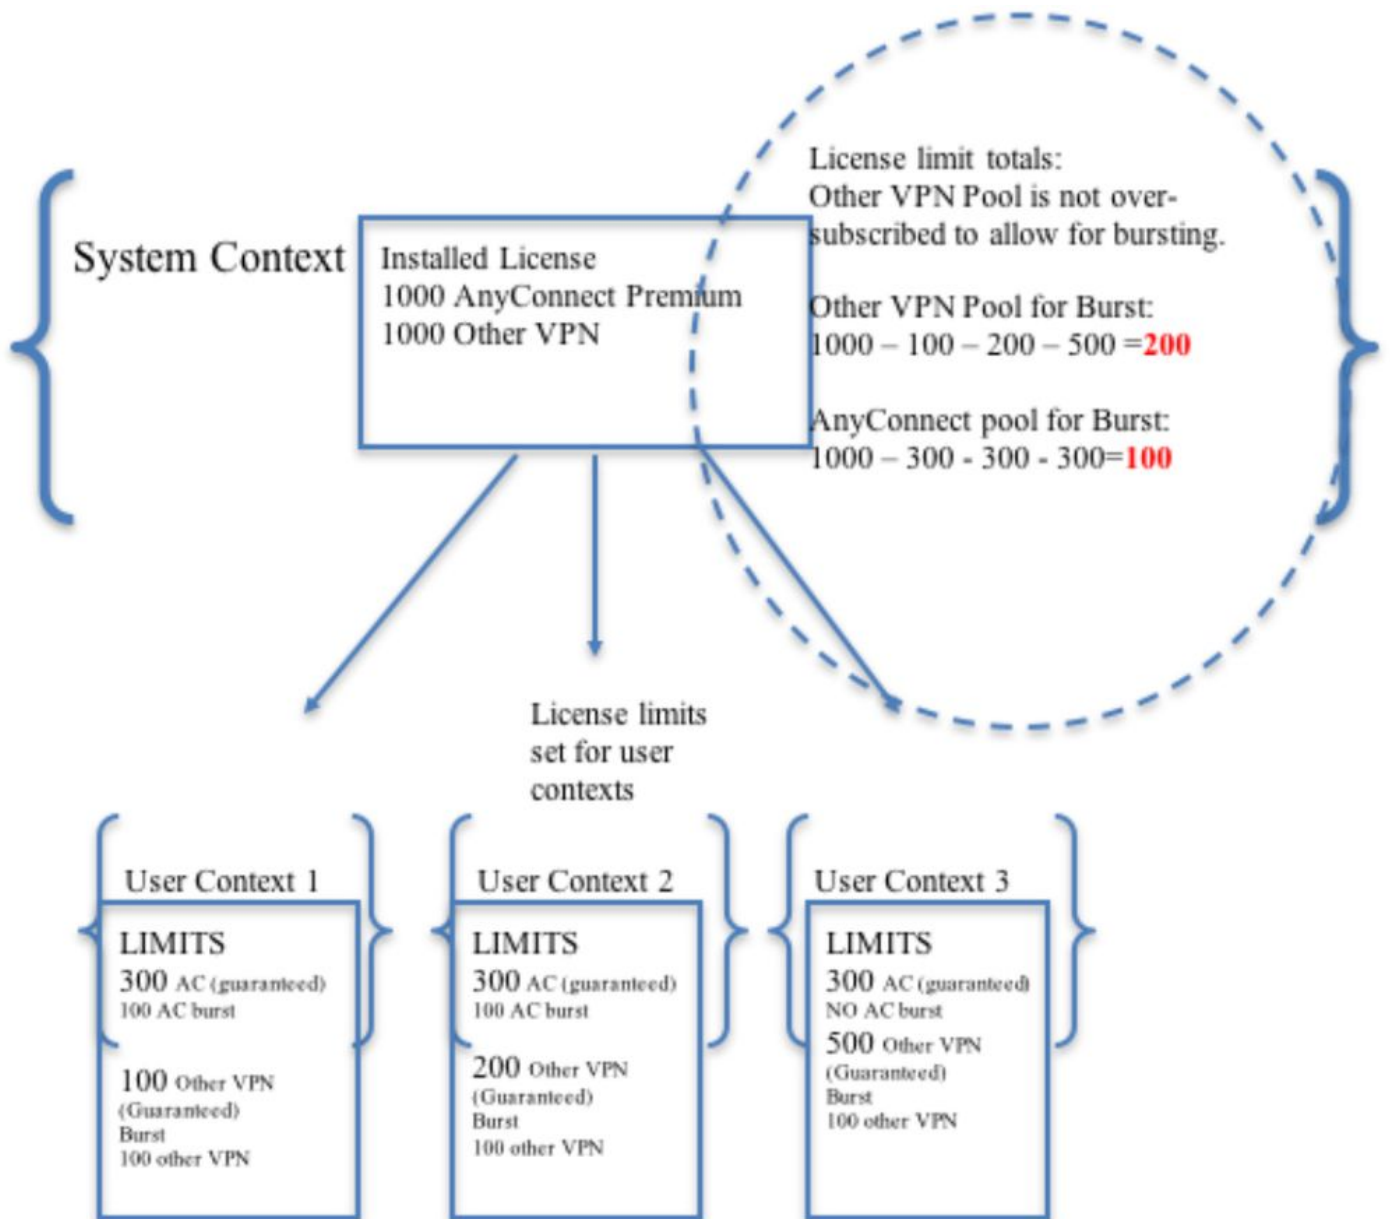 System Context
Installed License
1000 AnyConnect Premium
1000 Other VPN
License limit totals:
Other VPN Pool is not over-
subscribed to allow for bursting.
Other VPN Pool for Burst:
1000 – 100 – 200 – 500 =200
AnyConnect pool for Burst:
1000 – 300 - 300 - 300=100
License limits
set for user
contexts
User Context 1
LIMITS
300 AC (guaranteed)
100 AC burst
100 Other VPN
(Guaranteed)
Burst
100 other VPN
User Context 2
LIMITS
300 AC (guaranteed)
100 AC burst
200 Other VPN
(Guaranteed)
Burst
100 other VPN
User Context 3
LIMITS
300 AC (guaranteed)
NO AC burst
500 Other VPN
(Guaranteed)
Burst
100 other VPN